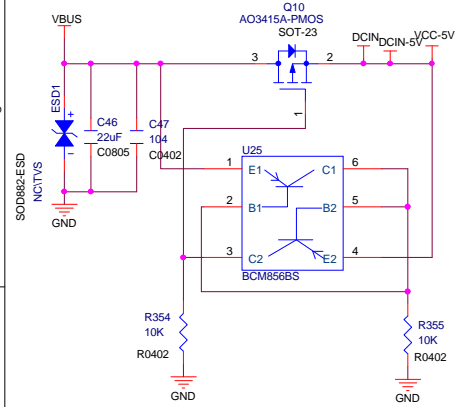 Q10
AO3415A-PMOS
SOT-23
VBUS
DCIN
DCIN-5V
VCC-5V
3
2
1
ESD1
+
-
SOD882-ESD
NC\TVS
C46
22uF
C0805
C47
104
C0402
GND
U25
1
E1
C1
6
2
B1
B2
5
3
C2
E2
4
BCM856BS
R354
10K
R0402
GND
R355
10K
R0402
GND